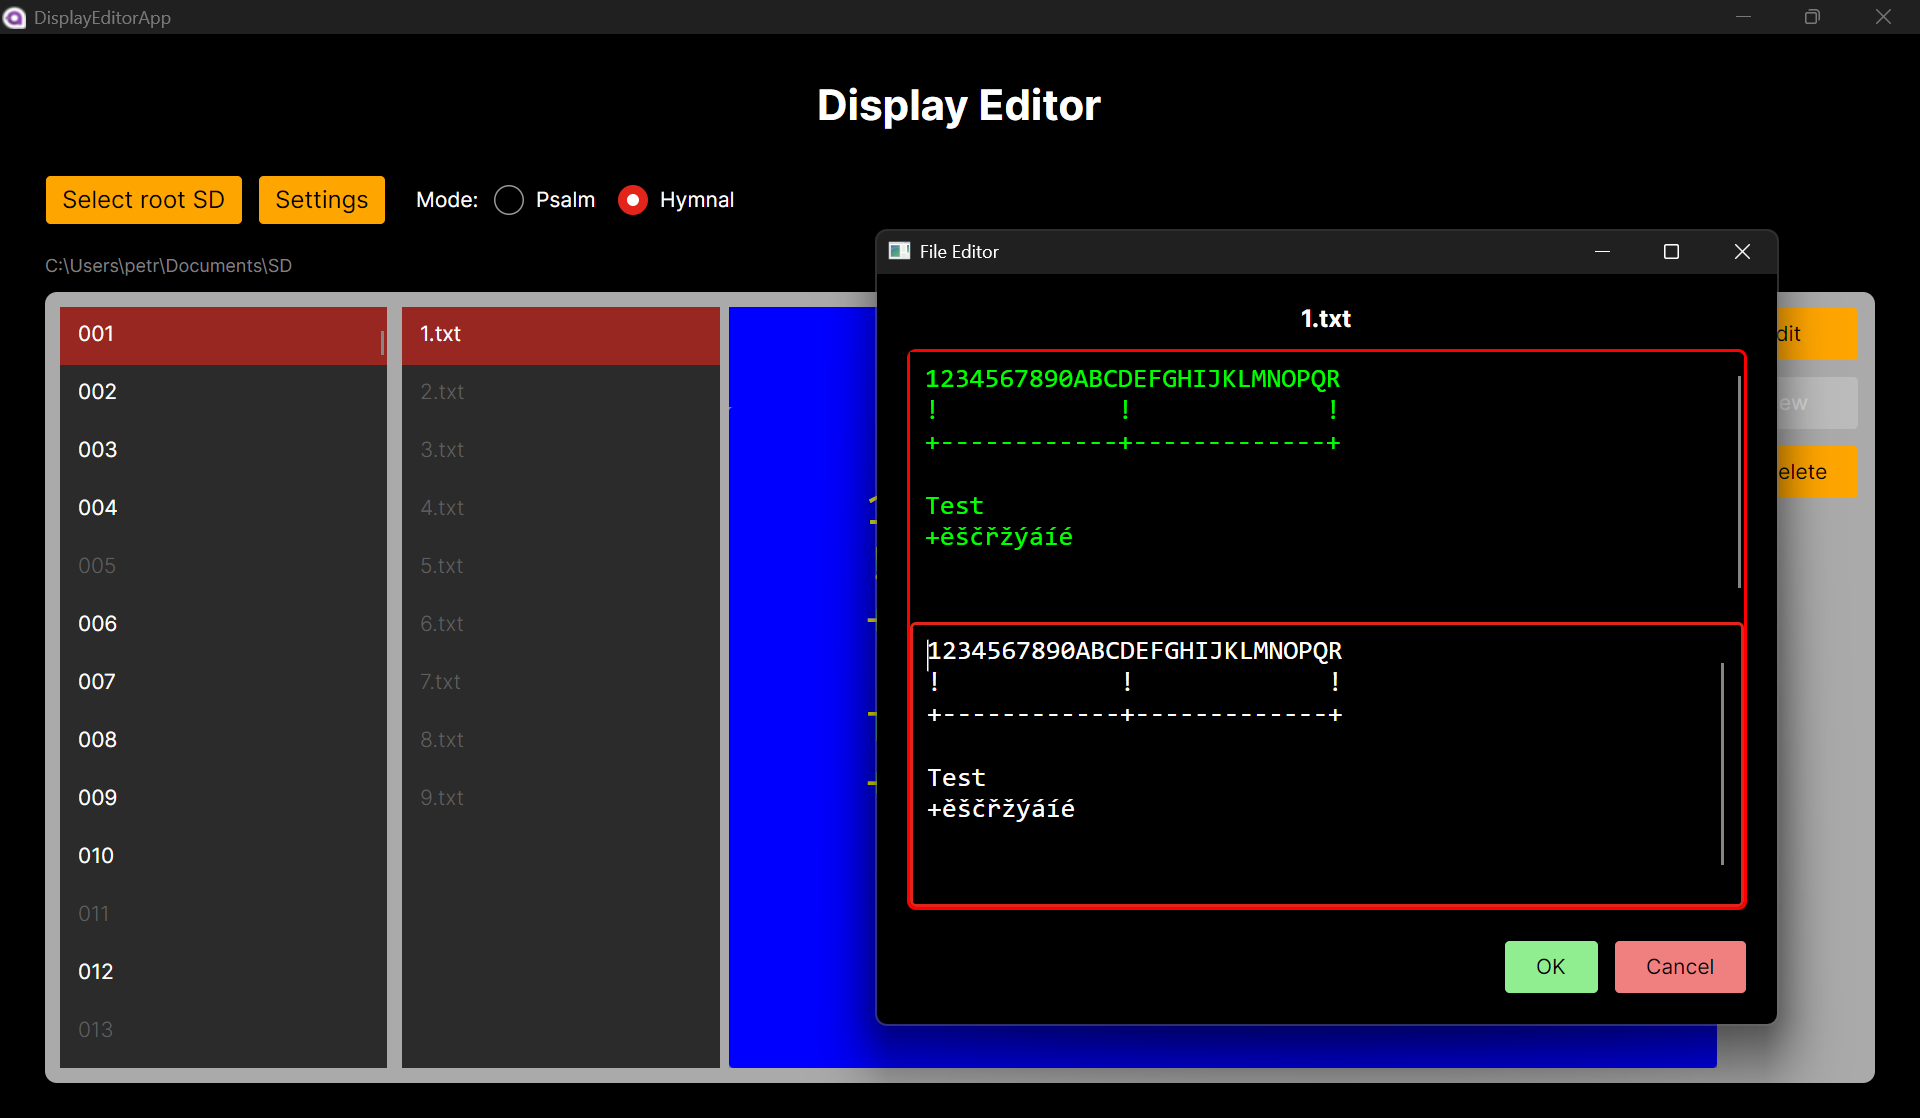 DisplayEditorApp
Display Editor
Select root SD
Settings
Mode:
Psalm
Hymnal
C:\Users\petr\Documents\SD
001
002
003
004
005
006
007
008
009
010
011
012
013
1.txt
2.txt
3.txt
4.txt
5.txt
6.txt
7.txt
8.txt
9.txt
File Editor
1.txt
1234567890ABCDEFGHIJKLMNOPQR
!            !             !
+------------+-------------+
Test
+ěščřžýáíé
1234567890ABCDEFGHIJKLMNOPQR
!            !             !
+------------+-------------+
Test
+ěščřžýáíé
OK
Cancel
dit
ew
elete